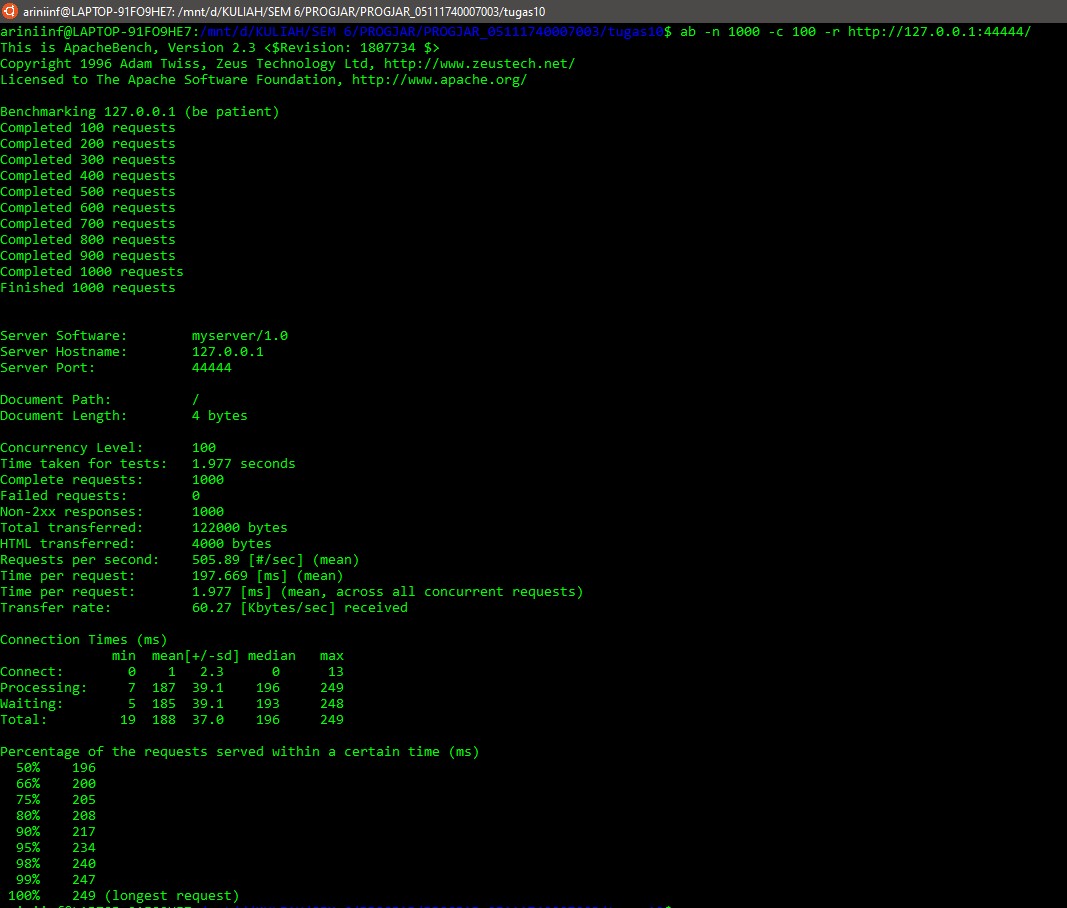 ariniinf@LAPTOP-91FO9HE7: /mnt/d/KULIAH/SEM 6/PROGJAR/PROGJAR_05111740007003/tugas10
ariniinf@LAPTOP-91FO9HE7:/mnt/d/KULIAH/SEM 6/PROGJAR/PROGJAR_05111740007003/tugas10$ ab -n 1000 -c 100 -r http://127.0.0.1:44444/
This is ApacheBench, Version 2.3 <$Revision: 1807734 $>
Copyright 1996 Adam Twiss, Zeus Technology Ltd, http://www.zeustech.net/
Licensed to The Apache Software Foundation, http://www.apache.org/

Benchmarking 127.0.0.1 (be patient)
Completed 100 requests
Completed 200 requests
Completed 300 requests
Completed 400 requests
Completed 500 requests
Completed 600 requests
Completed 700 requests
Completed 800 requests
Completed 900 requests
Completed 1000 requests
Finished 1000 requests


Server Software:        myserver/1.0
Server Hostname:        127.0.0.1
Server Port:            44444

Document Path:          /
Document Length:        4 bytes

Concurrency Level:      100
Time taken for tests:   1.977 seconds
Complete requests:      1000
Failed requests:        0
Non-2xx responses:      1000
Total transferred:      122000 bytes
HTML transferred:       4000 bytes
Requests per second:    505.89 [#/sec] (mean)
Time per request:       197.669 [ms] (mean)
Time per request:       1.977 [ms] (mean, across all concurrent requests)
Transfer rate:          60.27 [Kbytes/sec] received

Connection Times (ms)
              min  mean[+/-sd] median   max
Connect:        0    1   2.3      0      13
Processing:     7  187  39.1    196     249
Waiting:        5  185  39.1    193     248
Total:         19  188  37.0    196     249

Percentage of the requests served within a certain time (ms)
  50%    196
  66%    200
  75%    205
  80%    208
  90%    217
  95%    234
  98%    240
  99%    247
 100%    249 (longest request)